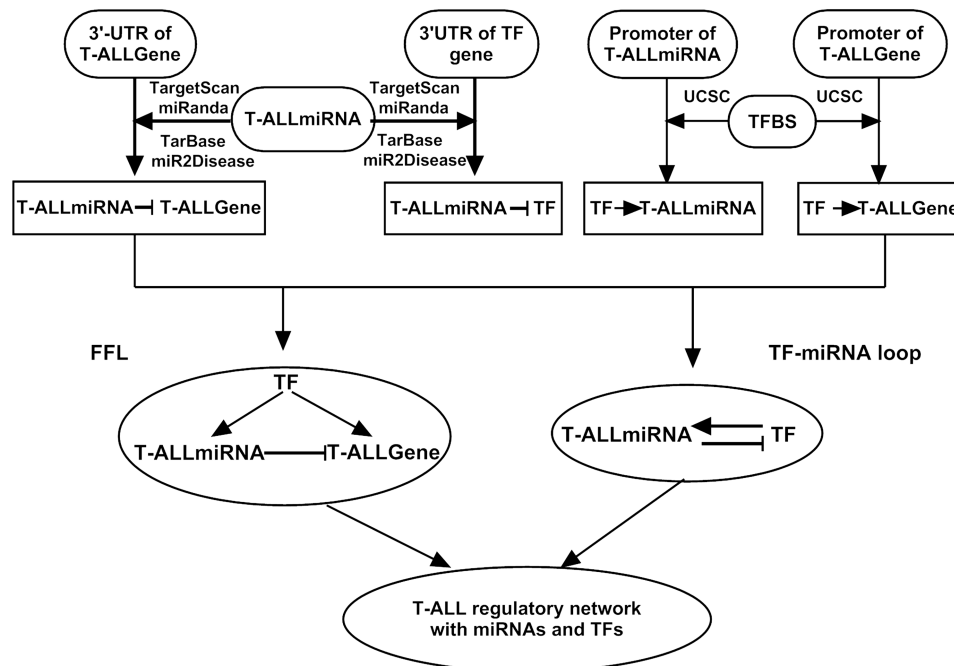 3'-UTR of
T-ALLGene
3'UTR of TF
gene
Promoter of
T-ALLmiRNA
Promoter of
T-ALLGene
TargetScan
miRanda
T-ALLmiRNA
TargetScan
miRanda
TarBase
miR2Disease
TarBase
miR2Disease
UCSC
TFBS
UCSC
T-ALLmiRNA T-ALLGene
T-ALLmiRNA TF
TF T-ALLmiRNA
TF T-ALLGene
FFL
TF-miRNA loop
TF
T-ALLmiRNA T-ALLGene
T-ALLmiRNA TF
T-ALL regulatory network
with miRNAs and TFs